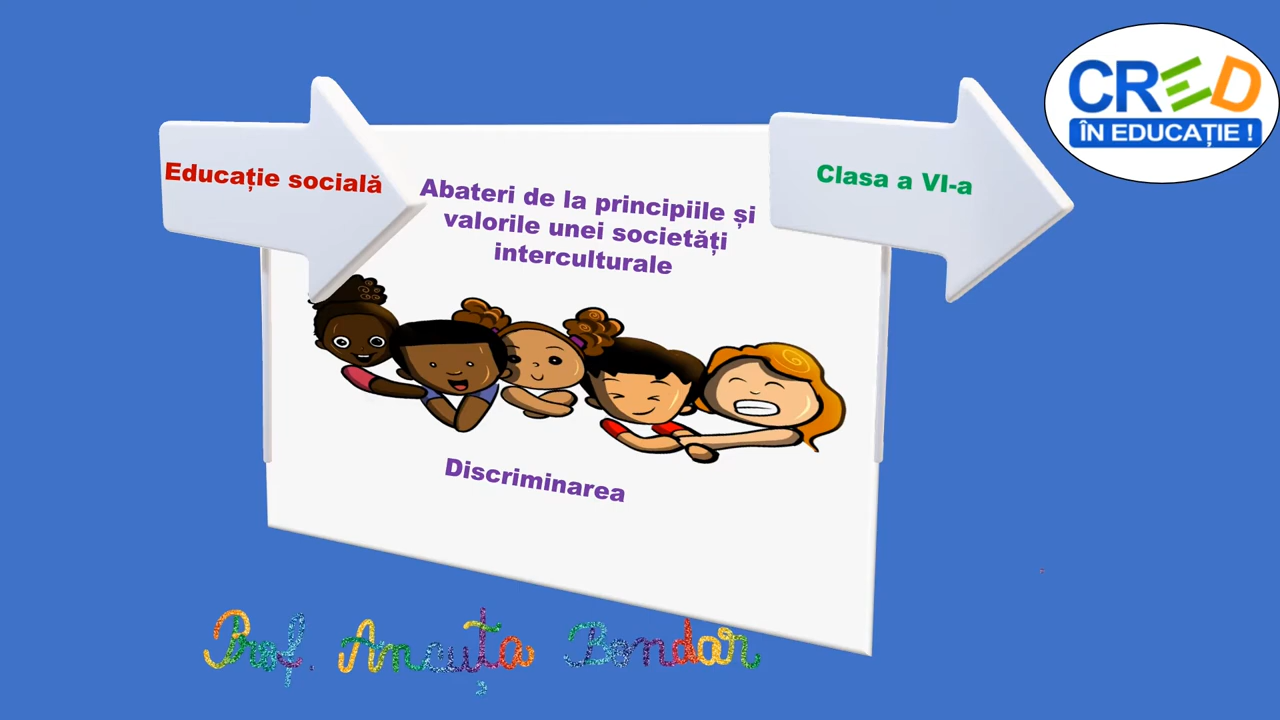 CRED
ÎN EDUCAȚIE !
Educație socială
Clasa a VI-a
Abateri de la principiile și
valorile unei societăți
interculturale
Discriminarea
Prof. Ancuța Bondar